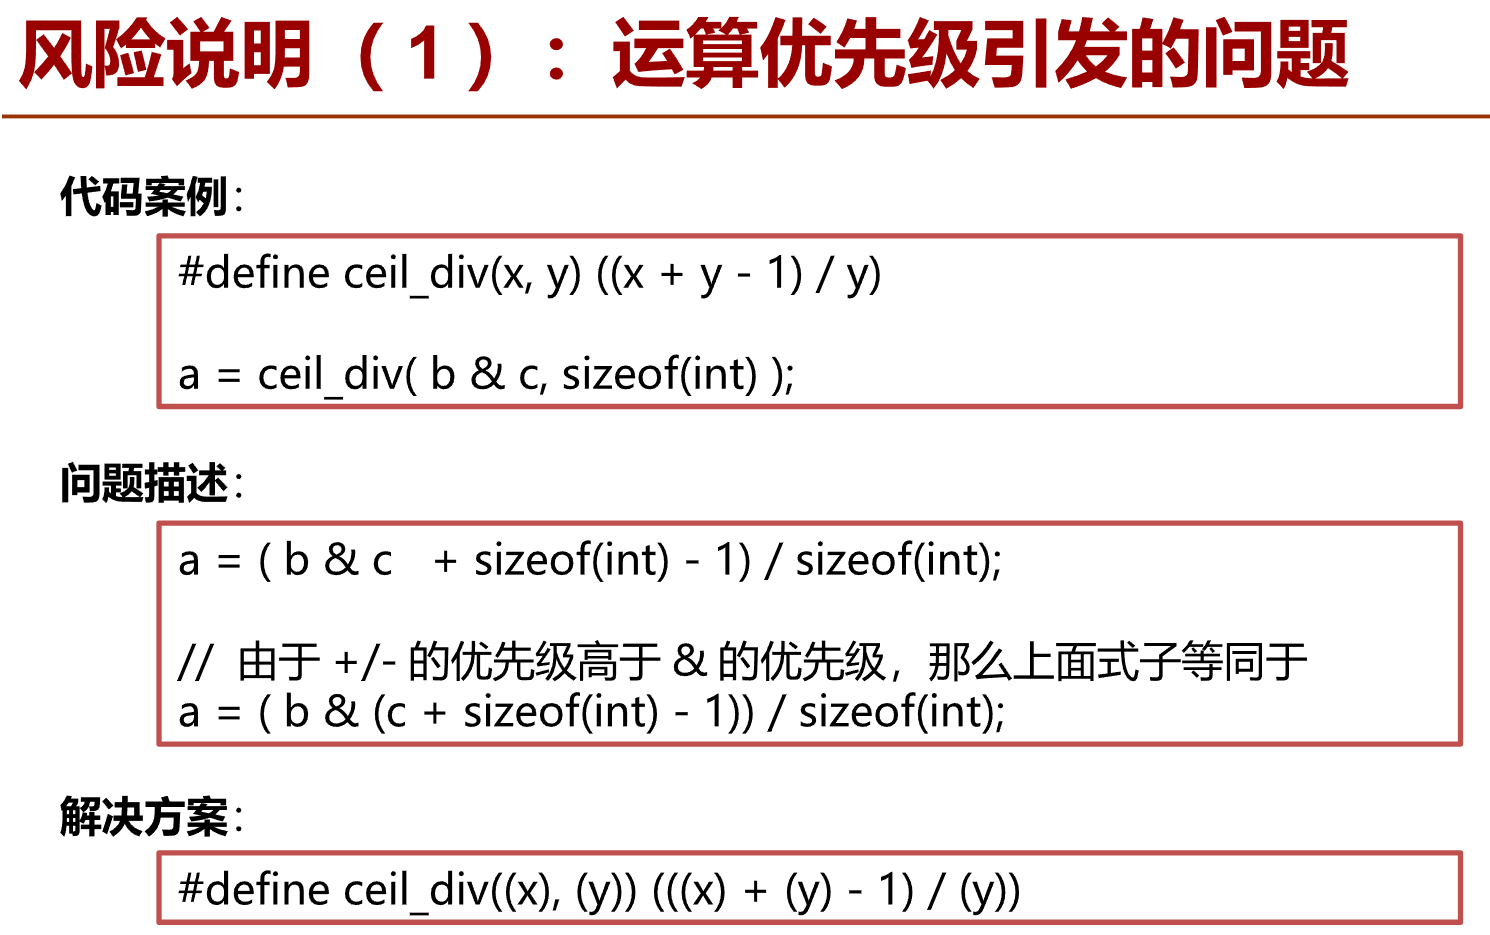 风险说明（1）：运算优先级引发的问题
代码案例：
#define ceil_div(x, y) ((x + y - 1) / y)
a = ceil_div( b & c, sizeof(int) );
问题描述：
a = ( b & c   + sizeof(int) - 1) / sizeof(int);
//  由于 +/- 的优先级高于 & 的优先级，那么上面式子等同于
a = ( b & (c + sizeof(int) - 1)) / sizeof(int);
解决方案：
#define ceil_div((x), (y)) (((x) + (y) - 1) / (y))